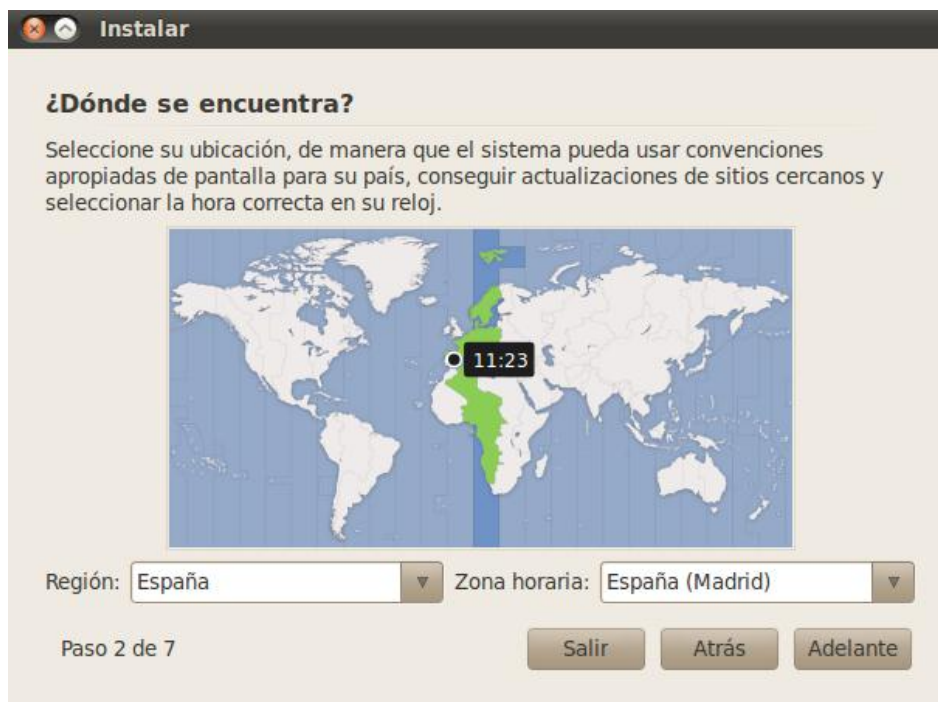 Instalar
¿Dónde se encuentra?
Seleccione su ubicación, de manera que el sistema pueda usar convenciones
apropiadas de pantalla para su país, conseguir actualizaciones de sitios cercanos y
seleccionar la hora correcta en su reloj.
11:23
Región: España Zona horaria: España (Madrid)
Paso 2 de 7 Salir Atrás Adelante